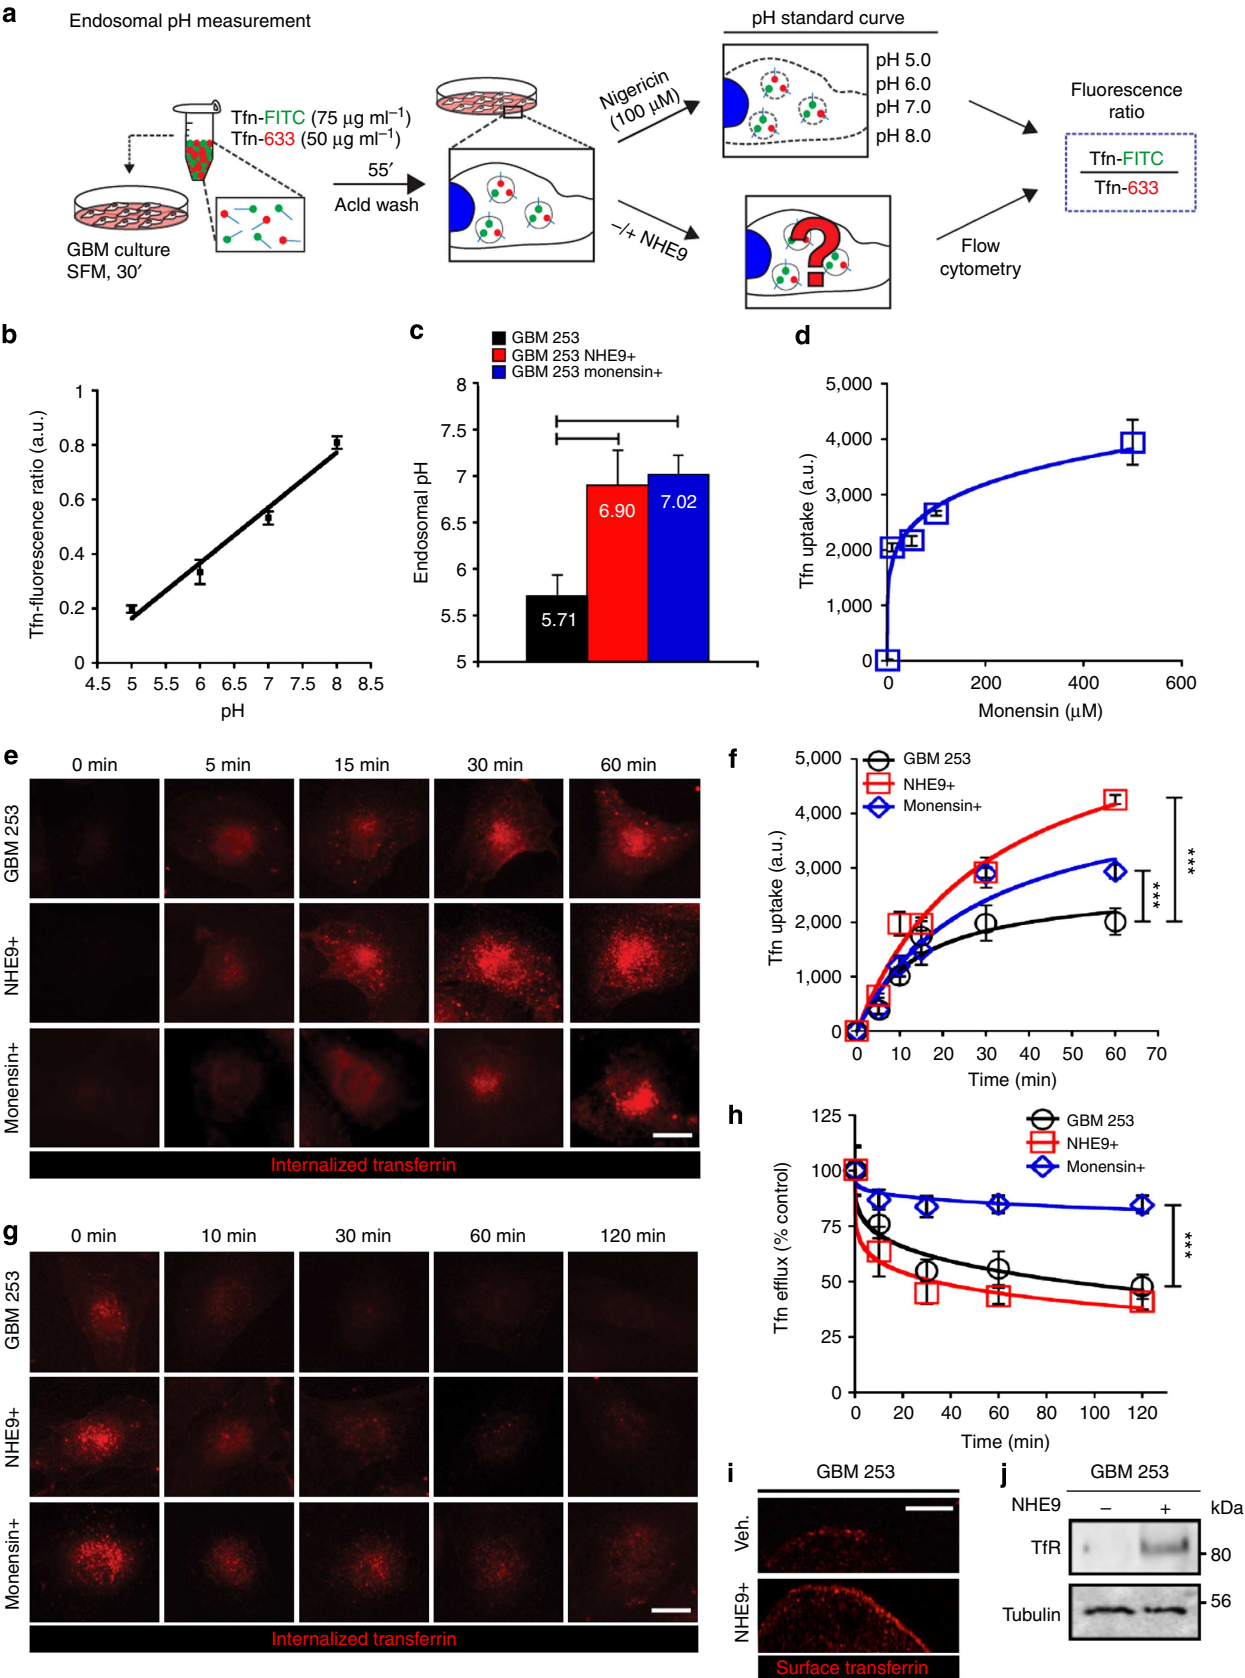 a
Endosomal pH measurement
Tfn-FITC (75 μg ml−1)
Tfn-633 (50 μg ml−1)
GBM culture
SFM, 30′
55′
Acid wash
Nigericin
(100 μM)
−/+ NHE9
pH standard curve
pH 5.0
pH 6.0
pH 7.0
pH 8.0
?
Flow
cytometry
Fluorescence
ratio
Tfn-FITC
Tfn-633
b
Tfn-fluorescence ratio (a.u.)
1
0.8
0.6
0.4
0.2
0
4.5 5 5.5 6 6.5 7 7.5 8 8.5
pH
c
GBM 253
GBM 253 NHE9+
GBM 253 monensin+
Endosomal pH
8
7.5
7
6.5
6
5.5
5
5.71
6.90
7.02
d
Tfn uptake (a.u.)
5,000
4,000
3,000
2,000
1,000
0
0 200 400 600
Monensin (μM)
e
0 min 5 min 15 min 30 min 60 min
GBM 253
NHE9+
Monensin+
Internalized transferrin
f
GBM 253
NHE9+
Monensin+
Tfn uptake (a.u.)
5,000
4,000
3,000
2,000
1,000
0
***
***
0 10 20 30 40 50 60 70
Time (min)
g
0 min 10 min 30 min 60 min 120 min
GBM 253
NHE9+
Monensin+
Internalized transferrin
h
GBM 253
NHE9+
Monensin+
Tfn efflux (% control)
125
100
75
50
25
0
***
0 20 40 60 80 100 120
Time (min)
i
GBM 253
Veh.
NHE9+
Surface transferrin
j
GBM 253
NHE9 − + kDa
TfR
80
Tubulin
56